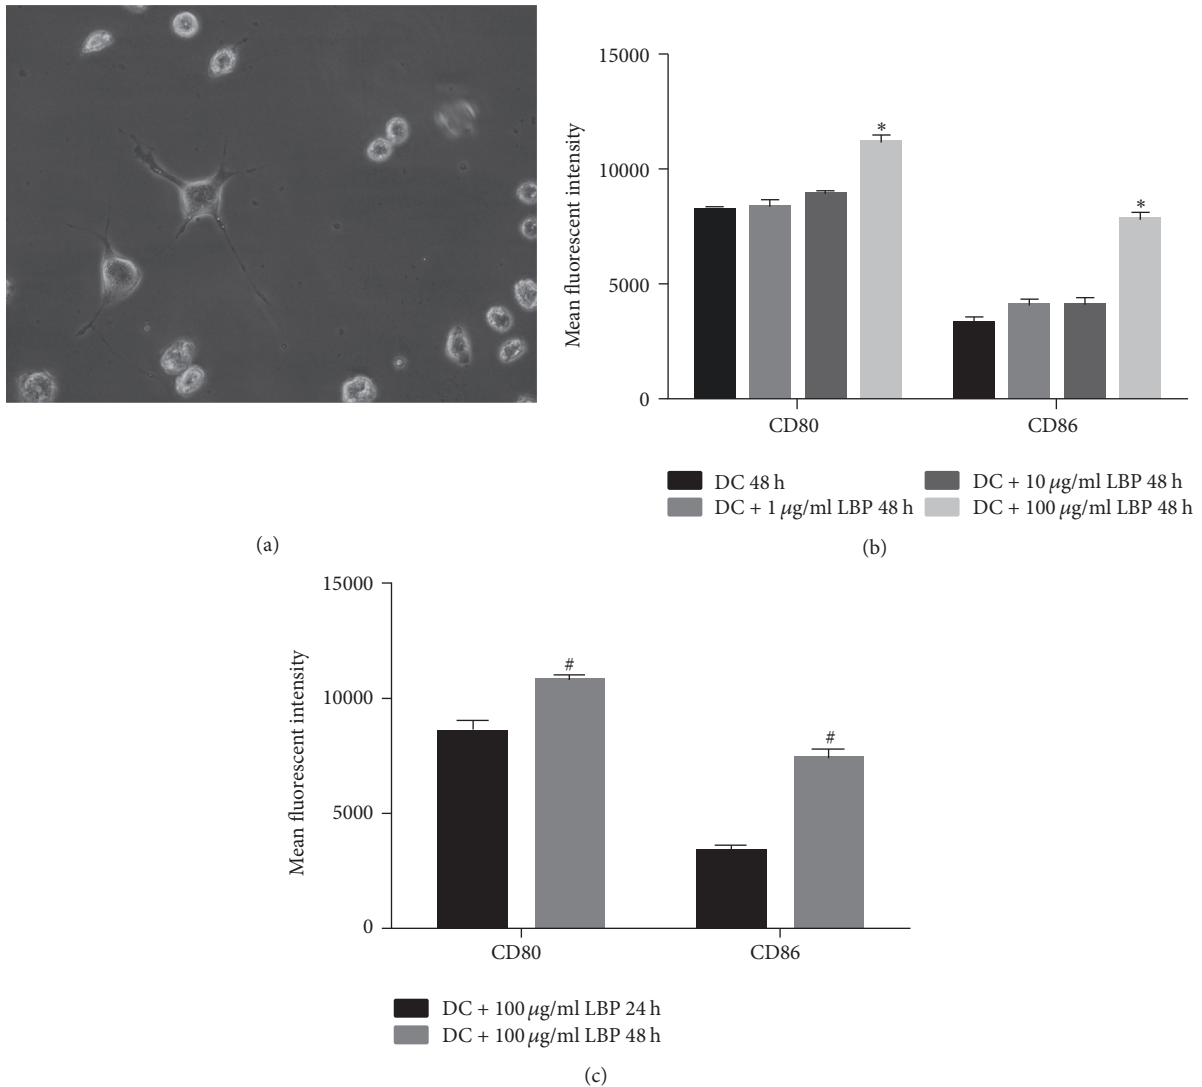 15000
10000
5000
0
Mean fluorescent intensity
*
*
CD80 CD86
DC 48 h DC + 10 μg/ml LBP 48 h
DC + 1 μg/ml LBP 48 h DC + 100 μg/ml LBP 48 h
(a)
(b)
15000
10000
5000
0
Mean fluorescent intensity
#
#
CD80 CD86
DC + 100 μg/ml LBP 24 h
DC + 100 μg/ml LBP 48 h
(c)